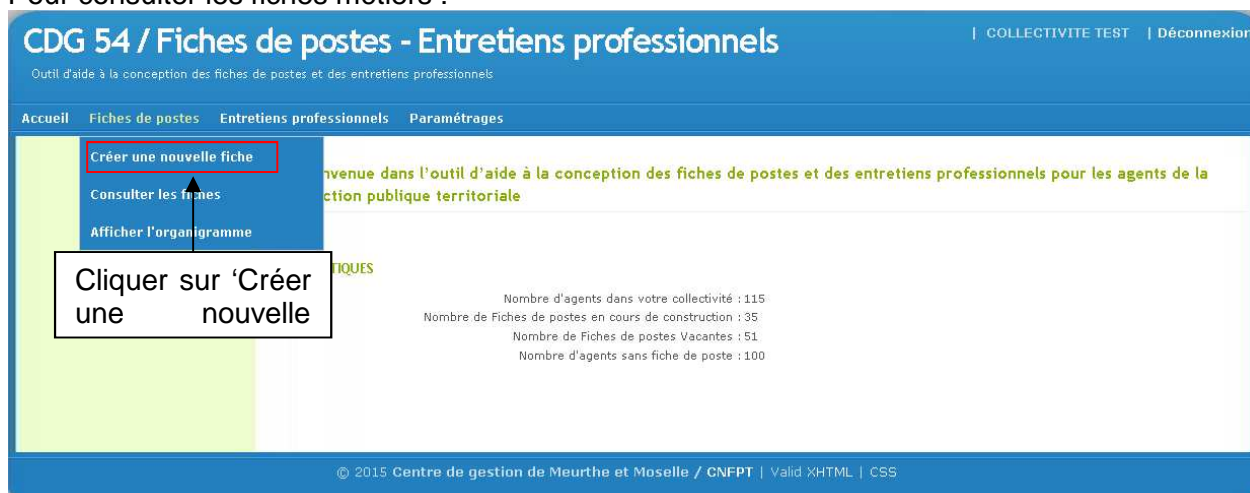 Pour consulter les fiches métiers :
CDG 54 / Fiches de postes - Entretiens professionnels
| COLLECTIVITE TEST | Déconnexion
Outil d'aide à la conception des fiches de postes et des entretiens professionnels
Accueil Fiches de postes Entretiens professionnels Paramétrages
Créer une nouvelle fiche
Consulter les fiches
Afficher l'organigramme
nvenue dans l'outil d'aide à la conception des fiches de postes et des entretiens professionnels pour les agents de la
ction publique territoriale
Cliquer sur ‘Créer
une nouvelle
TIQUES
Nombre d'agents dans votre collectivité : 115
Nombre de Fiches de postes en cours de construction : 35
Nombre de Fiches de postes Vacantes : 51
Nombre d'agents sans fiche de poste : 100
© 2015 Centre de gestion de Meurthe et Moselle / CNFPT | Valid XHTML | CSS